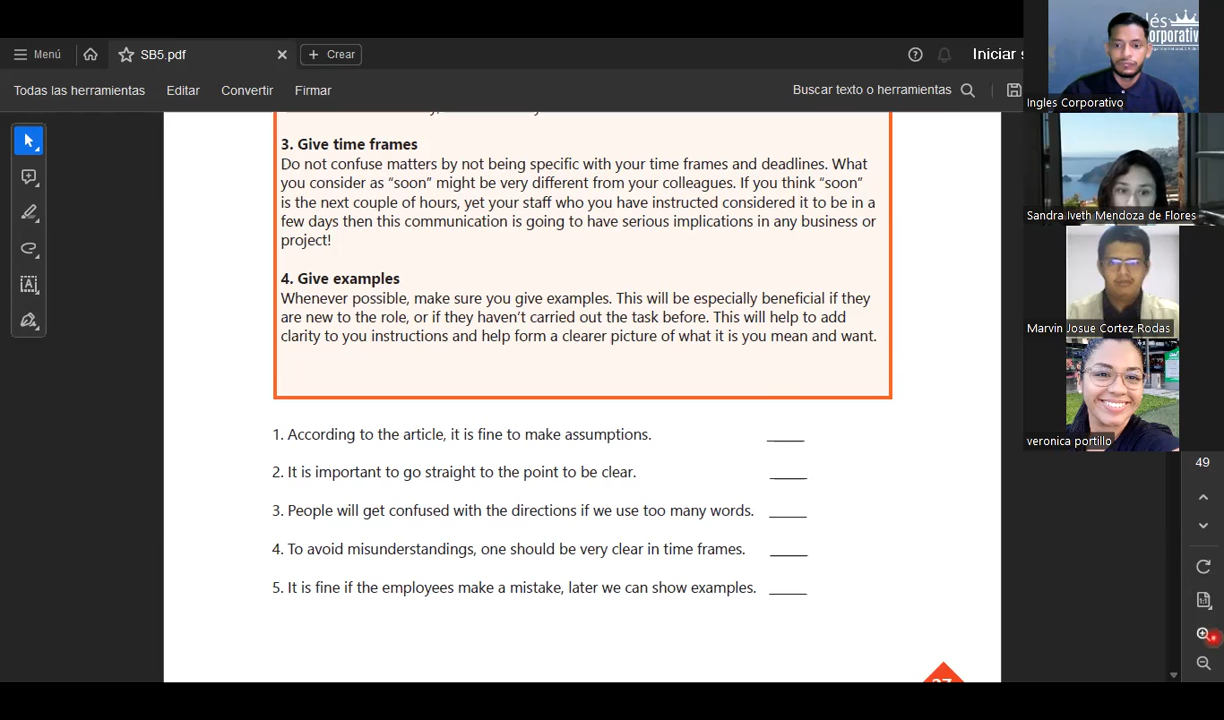 Menú
SB5.pdf
Crear
Iniciar s
Todas las herramientas
Editar
Convertir
Firmar
Buscar texto o herramientas
3. Give time frames
Do not confuse matters by not being specific with your time frames and deadlines. What
you consider as “soon” might be very different from your colleagues. If you think “soon”
is the next couple of hours, yet your staff who you have instructed considered it to be in a
few days then this communication is going to have serious implications in any business or
project!
4. Give examples
Whenever possible, make sure you give examples. This will be especially beneficial if they
are new to the role, or if they haven’t carried out the task before. This will help to add
clarity to you instructions and help form a clearer picture of what it is you mean and want.
1. According to the article, it is fine to make assumptions. ____
2. It is important to go straight to the point to be clear. ____
3. People will get confused with the directions if we use too many words. ____
4. To avoid misunderstandings, one should be very clear in time frames. ____
5. It is fine if the employees make a mistake, later we can show examples. ____
49
1:1
és
orporativ
Ingles Corporativo
Sandra Iveth Mendoza de Flores
Marvin Josue Cortez Rodas
veronica portillo